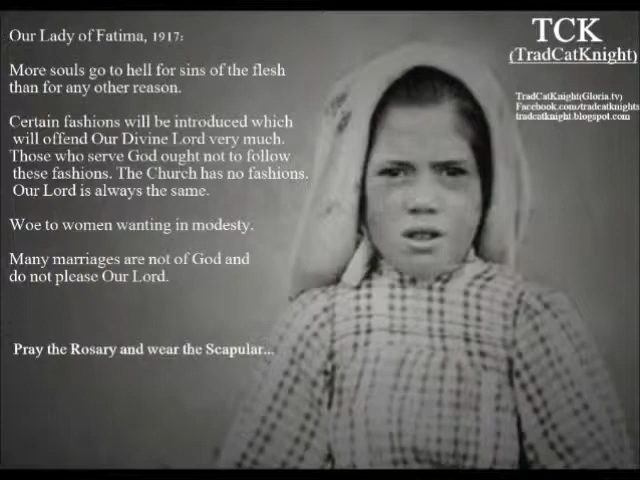 Our Lady of Fatima, 1917:
More souls go to hell for sins of the flesh
than for any other reason.
Certain fashions will be introduced which
will offend Our Divine Lord very much.
Those who serve God ought not to follow
these fashions. The Church has no fashions.
Our Lord is always the same.
Woe to women wanting in modesty.
Many marriages are not of God and
do not please Our Lord.
Pray the Rosary and wear the Scapular...
TCK
(TradCatKnight)
TradCatKnight(Gloria.tv)
Facebook.com/tradcatknights
tradcatknight.blogspot.com